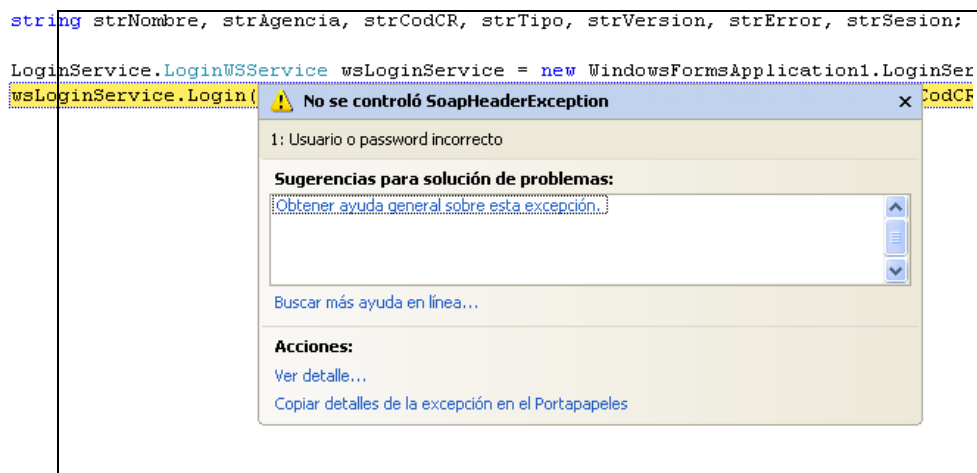 string strNombre, strAgencia, strCodCR, strTipo, strVersion, strError, strSesion;
LoginService.LoginWSService wsLoginService = new WindowsFormsApplication1.LoginSer
wsLoginService.Login( CodCR
No se controló SoapHeaderException
1: Usuario o password incorrecto
Sugerencias para solución de problemas:
Obtener ayuda general sobre esta excepción.
Buscar más ayuda en línea...
Acciones:
Ver detalle...
Copiar detalles de la excepción en el Portapapeles